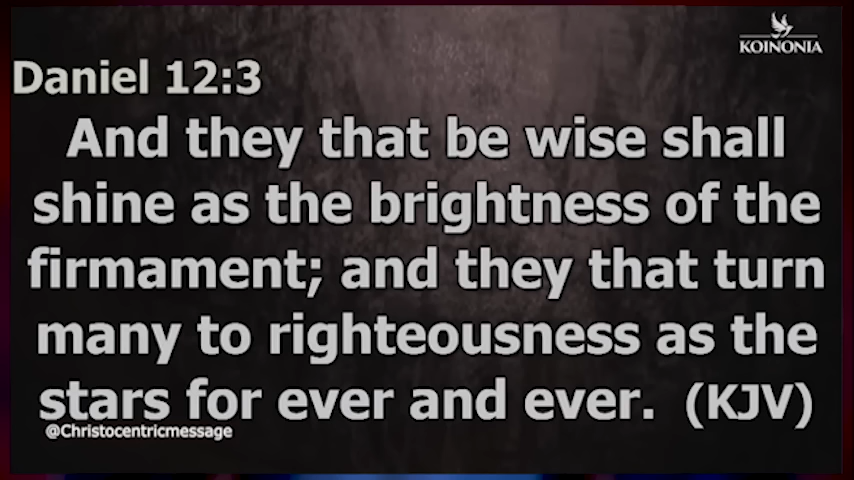 KOINONIA
Daniel 12:3
And they that be wise shall
shine as the brightness of the
firmament; and they that turn
many to righteousness as the
stars for ever and ever. (KJV)
@Christocentricmessage